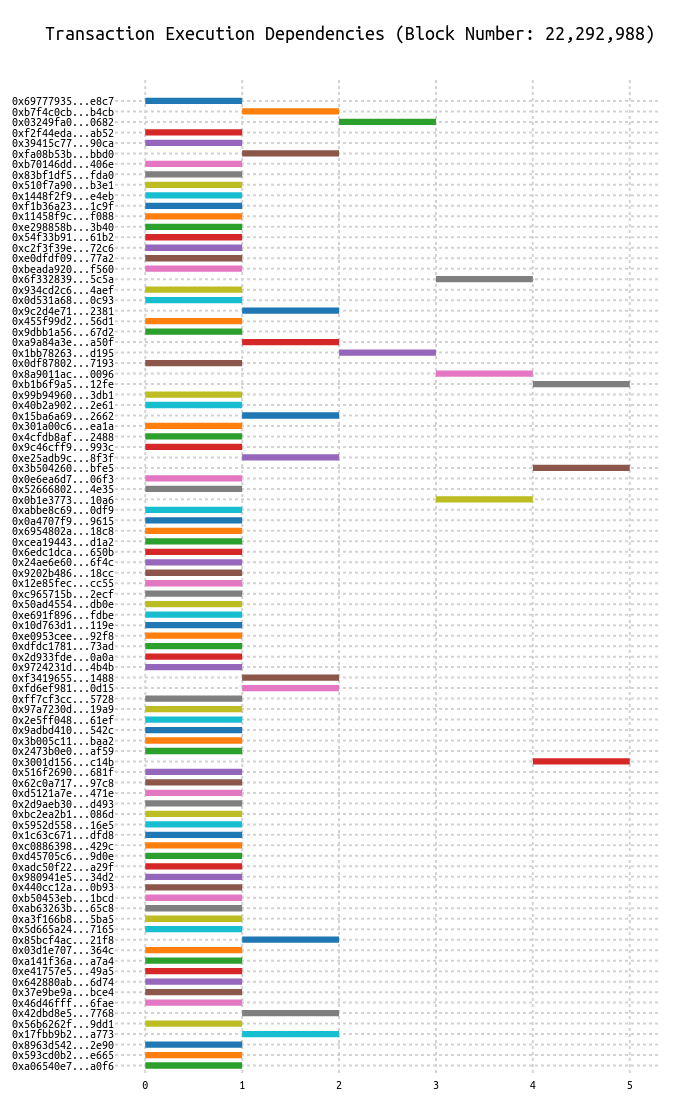 Transaction Execution Dependencies (Block Number: 22,292,988)
0x69777935...e8c7
0xb7f4c0cb...b4cb
0x03249fa0...0682
0xf2f44eda...ab52
0x39415c77...90ca
0xfa08b53b...bbd0
0xb70146dd...406e
0x83bf1df5...fda0
0x510f7a90...b3e1
0x1448f2f9...e4eb
0xf1b36a23...1c9f
0x11458f9c...f088
0xe298858b...3b40
0x54f33b91...61b2
0xc2f3f39e...72c6
0xe0dfdf09...77a2
0xbeada920...f560
0x6f332839...5c5a
0x934cd2c6...4aef
0x0d531a68...0c93
0x9c2d4e71...2381
0x455f99d2...56d1
0x9dbb1a56...67d2
0xa9a84a3e...a50f
0x1bb78263...d195
0x0df87802...7193
0x8a9011ac...0096
0xb1b6f9a5...12fe
0x99b94960...3db1
0x40b2a902...2e61
0x15ba6a69...2662
0x301a00c6...ea1a
0x4cfdb8af...2488
0x9c46cff9...993c
0xe25adb9c...8f3f
0x3b504260...bfe5
0x0e6ea6d7...06f3
0x52666802...4e35
0x0b1e3773...10a6
0xabbe8c69...0df9
0x0a4707f9...9615
0x6954802a...18c8
0xcea19443...d1a2
0x6edc1dca...650b
0x24ae6e60...6f4c
0x9202b486...18cc
0x12e85fec...cc55
0xc965715b...2ecf
0x50ad4554...db0e
0xe691f896...fdbe
0x10d763d1...119e
0xe0953cee...92f8
0xdfdc1781...73ad
0x2d933fde...0a0a
0x9724231d...4b4b
0xf3419655...1488
0xfd6ef981...0d15
0xff7cf3cc...5728
0x97a7230d...19a9
0x2e5ff048...61ef
0x9adbd410...542c
0x3b005c11...baa2
0x2473b0e0...af59
0x3001d156...c14b
0x516f2690...681f
0x62c0a717...97c8
0xd5121a7e...471e
0x2d9aeb30...d493
0xbc2ea2b1...086d
0x5952d558...16e5
0x1c63c671...dfd8
0xc0886398...429c
0xd45705c6...9d0e
0xadc50f22...a29f
0x980941e5...34d2
0x440cc12a...0b93
0xb50453eb...1bcd
0xab63263b...65c8
0xa3f166b8...5ba5
0x5d665a24...7165
0x85bcf4ac...21f8
0x03d1e707...364c
0xa141f36a...a7a4
0xe41757e5...49a5
0x642880ab...6d74
0x37e9be9a...bce4
0x46d46fff...6fae
0x42dbd8e5...7768
0x56b6262f...9dd1
0x17fbb9b2...a773
0x8963d542...2e90
0x593cd0b2...e665
0xa06540e7...a0f6
0 1 2 3 4 5